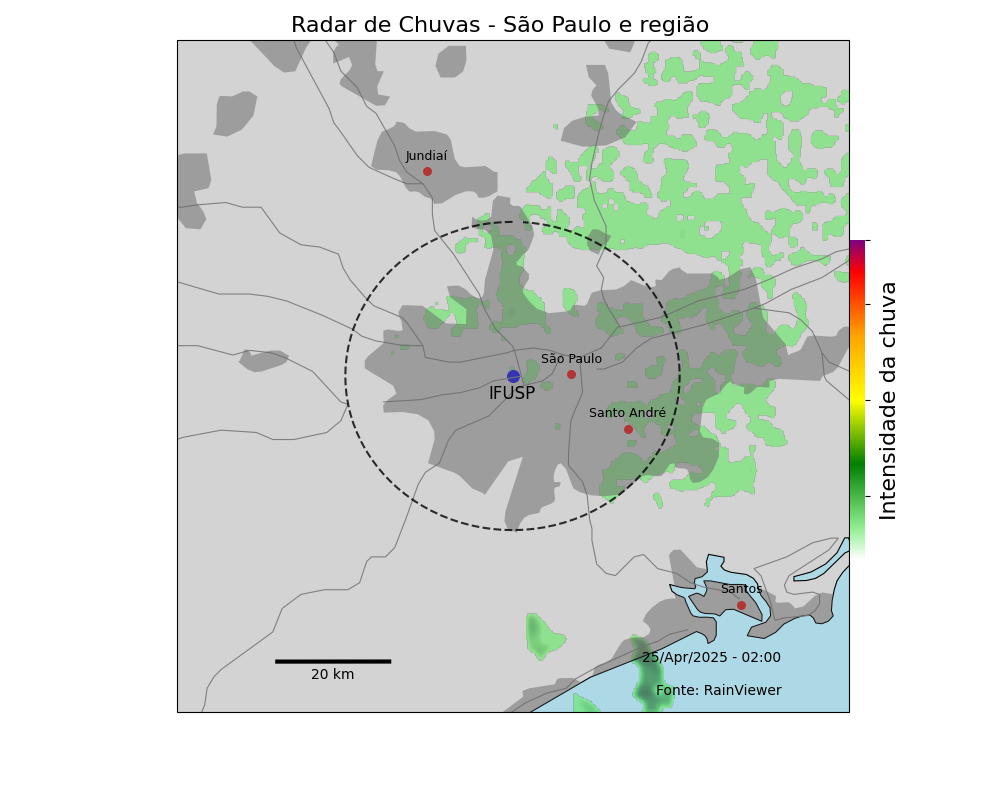 Radar de Chuvas - São Paulo e região
Jundiaí
São Paulo
IFUSP
Santo André
Intensidade da chuva
Santos
25/Apr/2025 - 02:00
20 km
Fonte: RainViewer